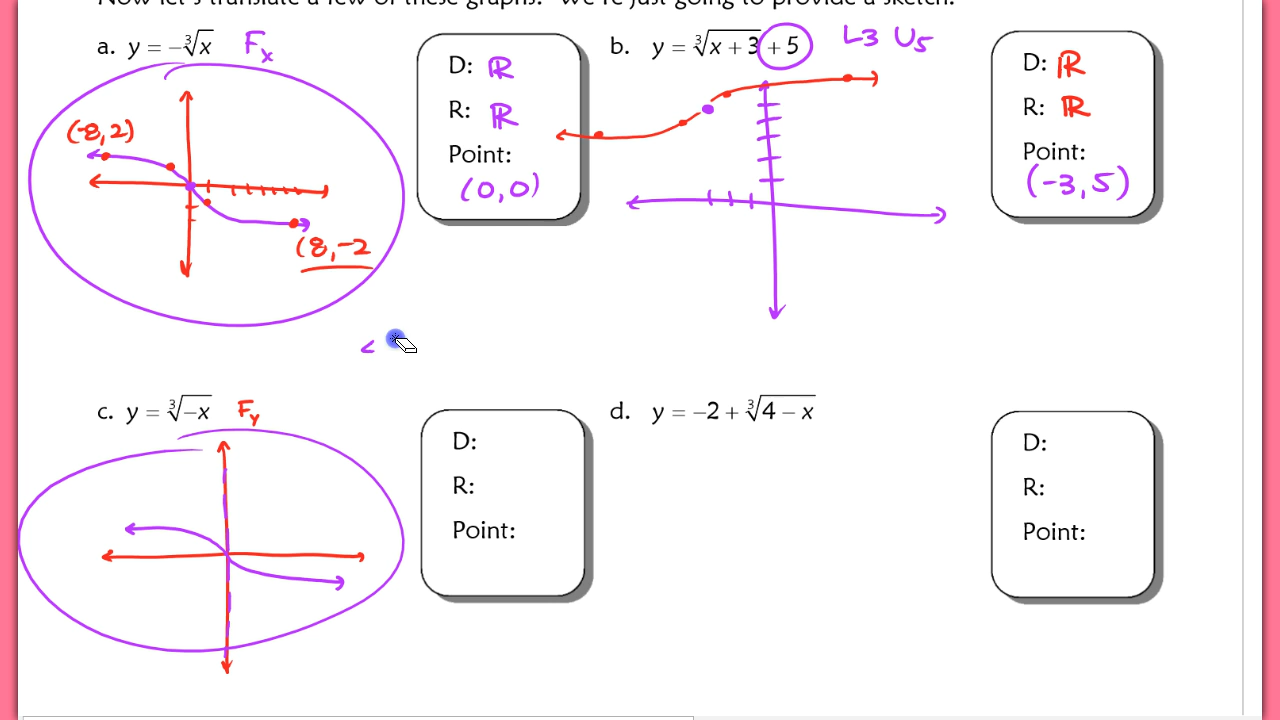 Now let's translate a few of these graphs. We're just going to provide a sketch.
a. y = −∛x Fx
D: ℝ
R: ℝ
Point:
(0,0)
(-8,2)
(8,-2
b. y = ∛(x + 3) + 5 L3 U5
D: ℝ
R: ℝ
Point:
(-3,5)
<
c. y = ∛(−x) Fy
D:
R:
Point:
d. y = −2 + ∛(4 − x)
D:
R:
Point: